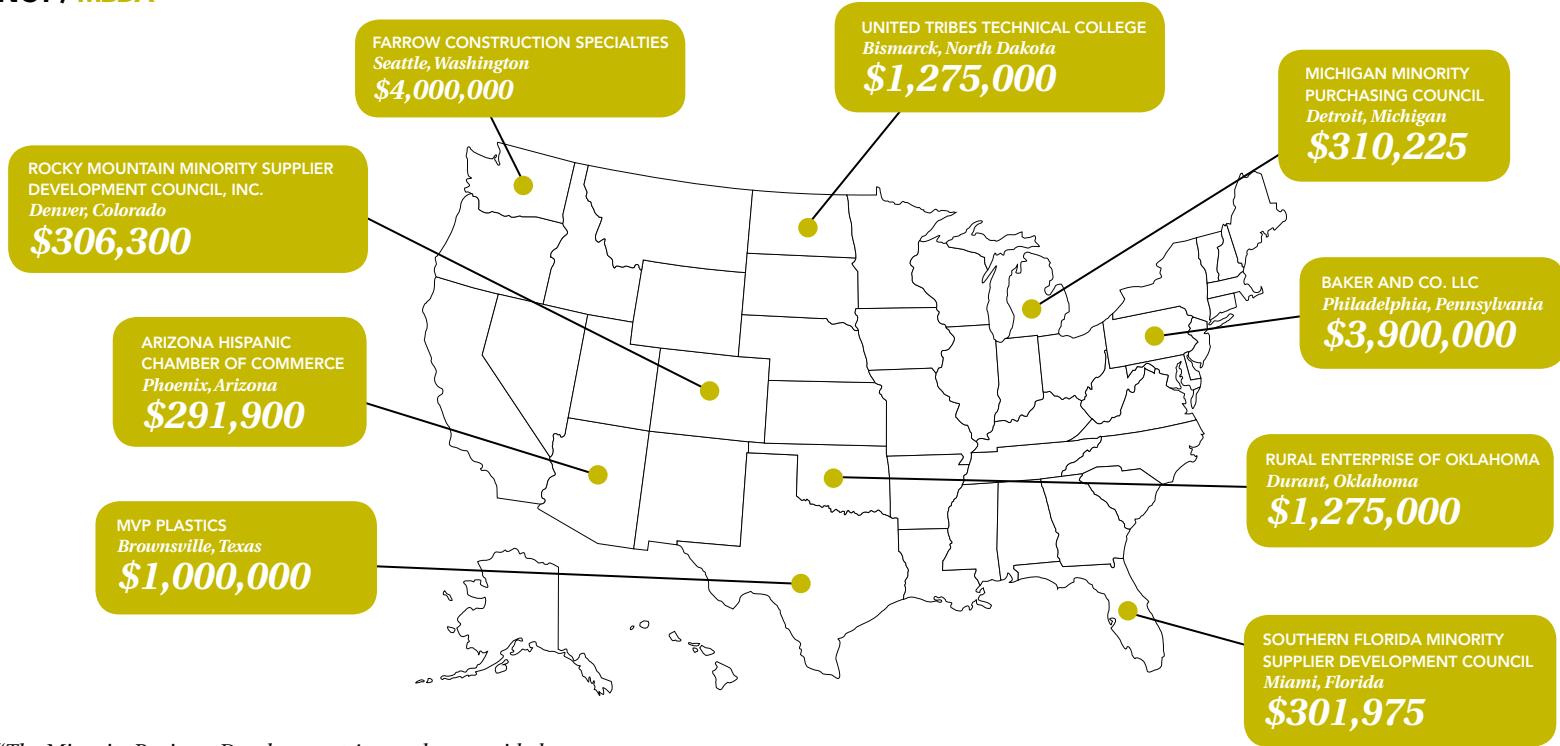 MBDA
FARROW CONSTRUCTION SPECIALTIES
Seattle, Washington
$4,000,000
UNITED TRIBES TECHNICAL COLLEGE
Bismarck, North Dakota
$1,275,000
MICHIGAN MINORITY
PURCHASING COUNCIL
Detroit, Michigan
$310,225
ROCKY MOUNTAIN MINORITY SUPPLIER
DEVELOPMENT COUNCIL, INC.
Denver, Colorado
$306,300
BAKER AND CO. LLC
Philadelphia, Pennsylvania
$3,900,000
ARIZONA HISPANIC
CHAMBER OF COMMERCE
Phoenix, Arizona
$291,900
RURAL ENTERPRISE OF OKLAHOMA
Durant, Oklahoma
$1,275,000
MVP PLASTICS
Brownsville, Texas
$1,000,000
SOUTHERN FLORIDA MINORITY
SUPPLIER DEVELOPMENT COUNCIL
Miami, Florida
$301,975